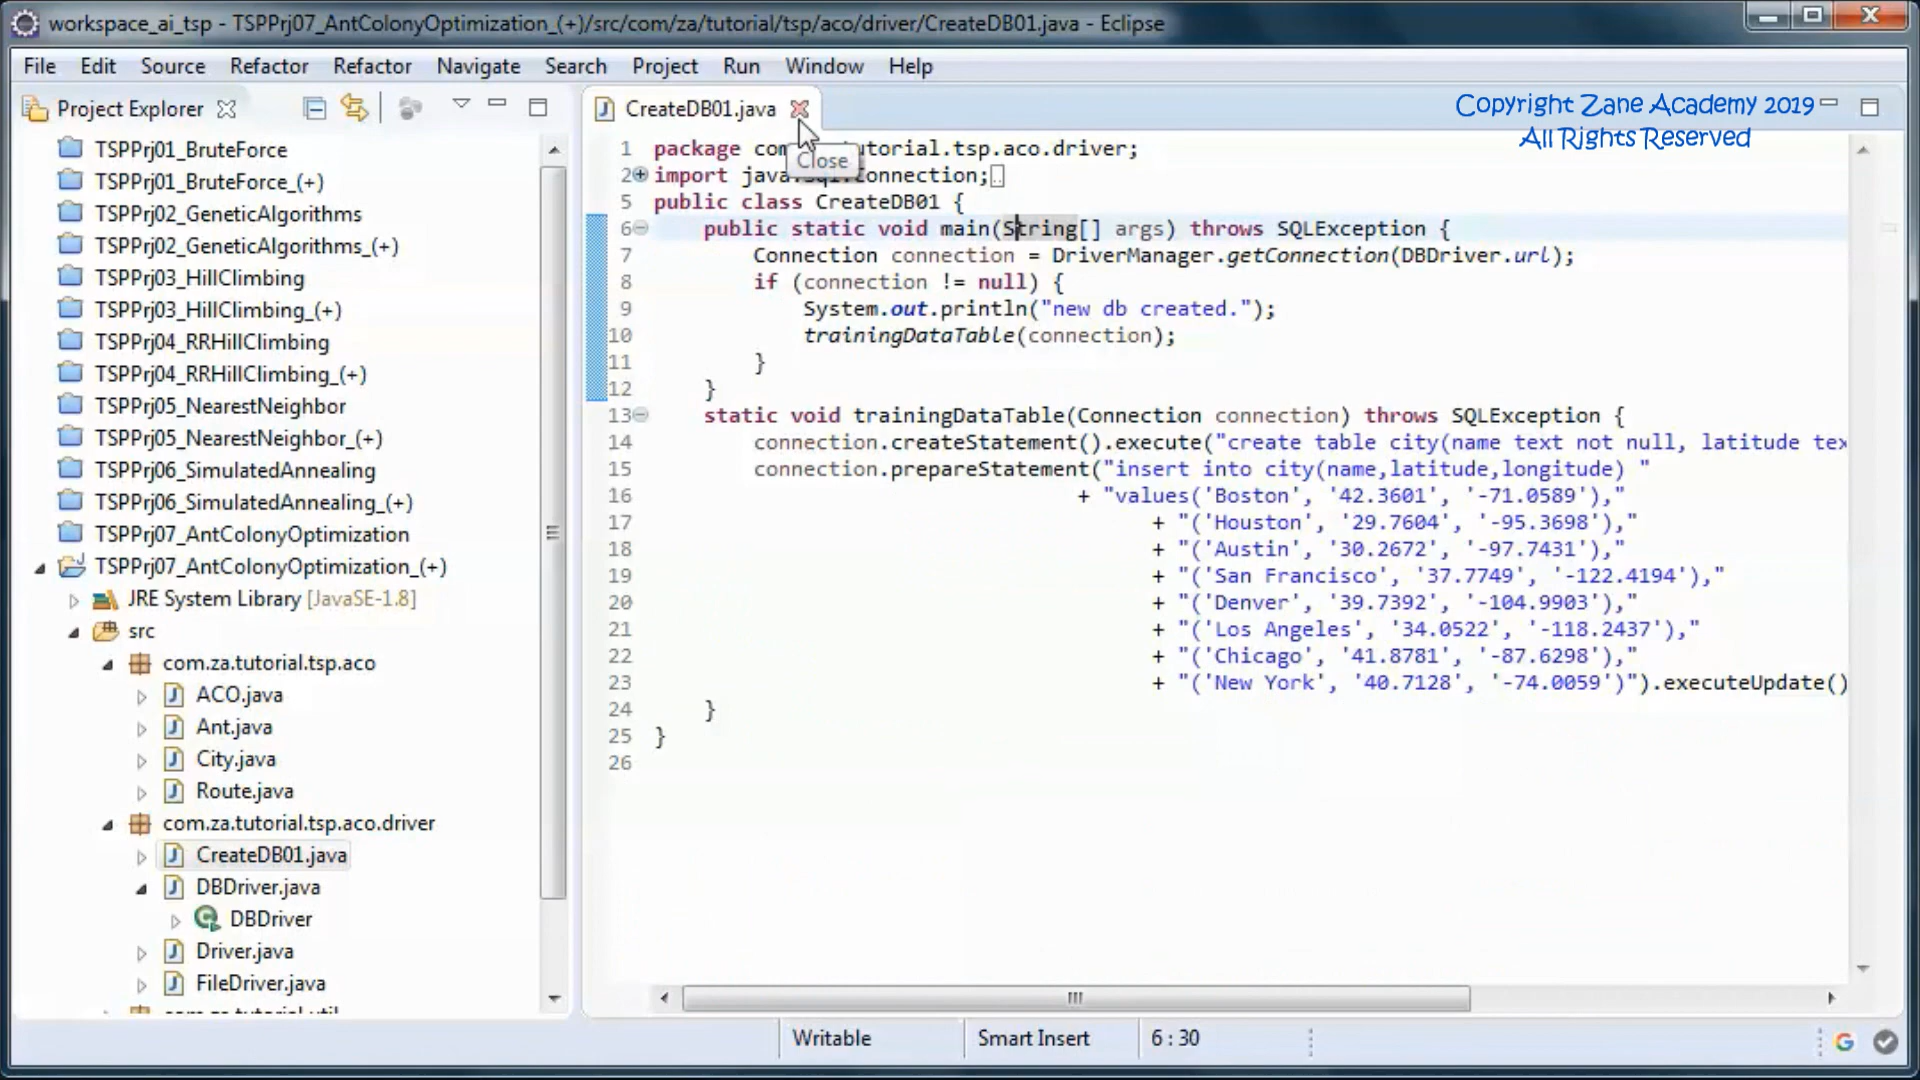 workspace_ai_tsp - TSPPrj07_AntColonyOptimization_(+)/src/com/za/tutorial/tsp/aco/driver/CreateDB01.java - Eclipse
File Edit Source Refactor Refactor Navigate Search Project Run Window Help
Project Explorer
TSPPrj01_BruteForce
TSPPrj01_BruteForce_(+)
TSPPrj02_GeneticAlgorithms
TSPPrj02_GeneticAlgorithms_(+)
TSPPrj03_HillClimbing
TSPPrj03_HillClimbing_(+)
TSPPrj04_RRHillClimbing
TSPPrj04_RRHillClimbing_(+)
TSPPrj05_NearestNeighbor
TSPPrj05_NearestNeighbor_(+)
TSPPrj06_SimulatedAnnealing
TSPPrj06_SimulatedAnnealing_(+)
TSPPrj07_AntColonyOptimization
TSPPrj07_AntColonyOptimization_(+)
JRE System Library [JavaSE-1.8]
src
com.za.tutorial.tsp.aco
ACO.java
Ant.java
City.java
Route.java
com.za.tutorial.tsp.aco.driver
CreateDB01.java
DBDriver.java
DBDriver
Driver.java
FileDriver.java
CreateDB01.java
Copyright Zane Academy 2019
All Rights Reserved
Close
1 package com utorial.tsp.aco.driver;
2 import java onnection;
5 public class CreateDB01 {
6 public static void main(String[] args) throws SQLException {
7 Connection connection = DriverManager.getConnection(DBDriver.url);
8 if (connection != null) {
9 System.out.println("new db created.");
10 trainingDataTable(connection);
11 }
12 }
13 static void trainingDataTable(Connection connection) throws SQLException {
14 connection.createStatement().execute("create table city(name text not null, latitude tex
15 connection.prepareStatement("insert into city(name,latitude,longitude) "
16 + "values('Boston', '42.3601', '-71.0589'),"
17 + "('Houston', '29.7604', '-95.3698'),"
18 + "('Austin', '30.2672', '-97.7431'),"
19 + "('San Francisco', '37.7749', '-122.4194'),"
20 + "('Denver', '39.7392', '-104.9903'),"
21 + "('Los Angeles', '34.0522', '-118.2437'),"
22 + "('Chicago', '41.8781', '-87.6298'),"
23 + "('New York', '40.7128', '-74.0059')").executeUpdate()
24 }
25 }
26
Writable Smart Insert 6 : 30